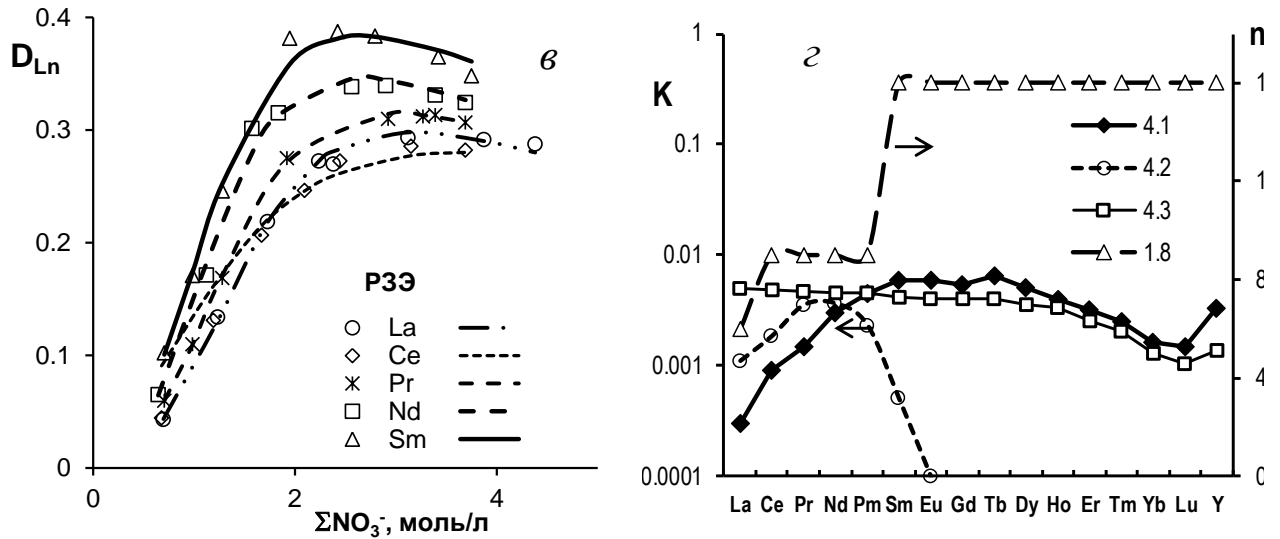 0.4
D_Ln
в
0.3
0.2
РЗЭ
La
Ce
0.1
Pr
Nd
Sm
0
0
2
4
ΣNO₃⁻, моль/л
1
г
n
K
1
0.1
4.1
4.2
4.3
1.8
1
0.01
8
0.001
4
0.0001
0
La Ce Pr Nd Pm Sm Eu Gd Tb Dy Ho Er Tm Yb Lu Y